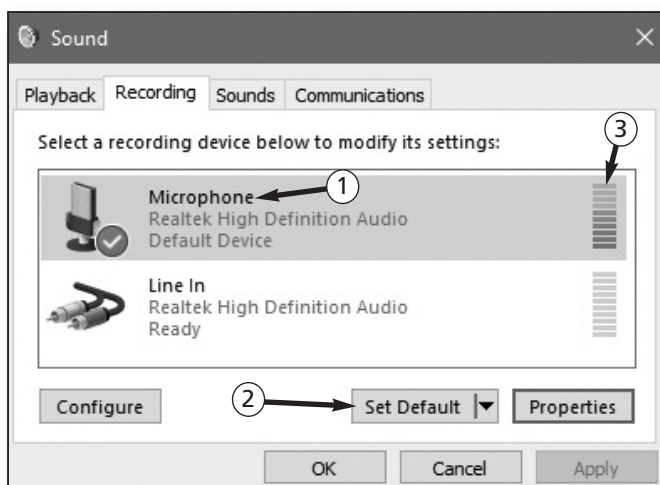 Sound
Playback Recording Sounds Communications
Select a recording device below to modify its settings:
3
Microphone
1
Realtek High Definition Audio
Default Device
Line In
Realtek High Definition Audio
Ready
Configure
2
Set Default
Properties
OK
Cancel
Apply